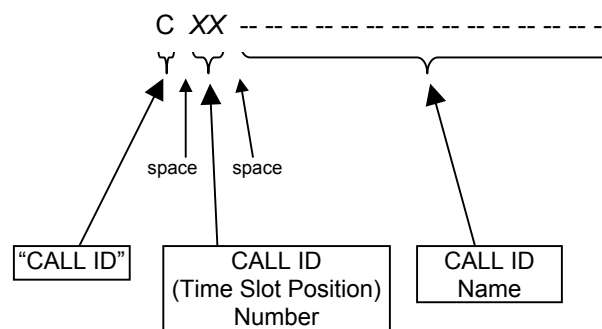 C XX -- -- -- -- -- -- -- -- -- -- -- -- -- -- -- --
space space
“CALL ID”
CALL ID
(Time Slot Position)
Number
CALL ID
Name